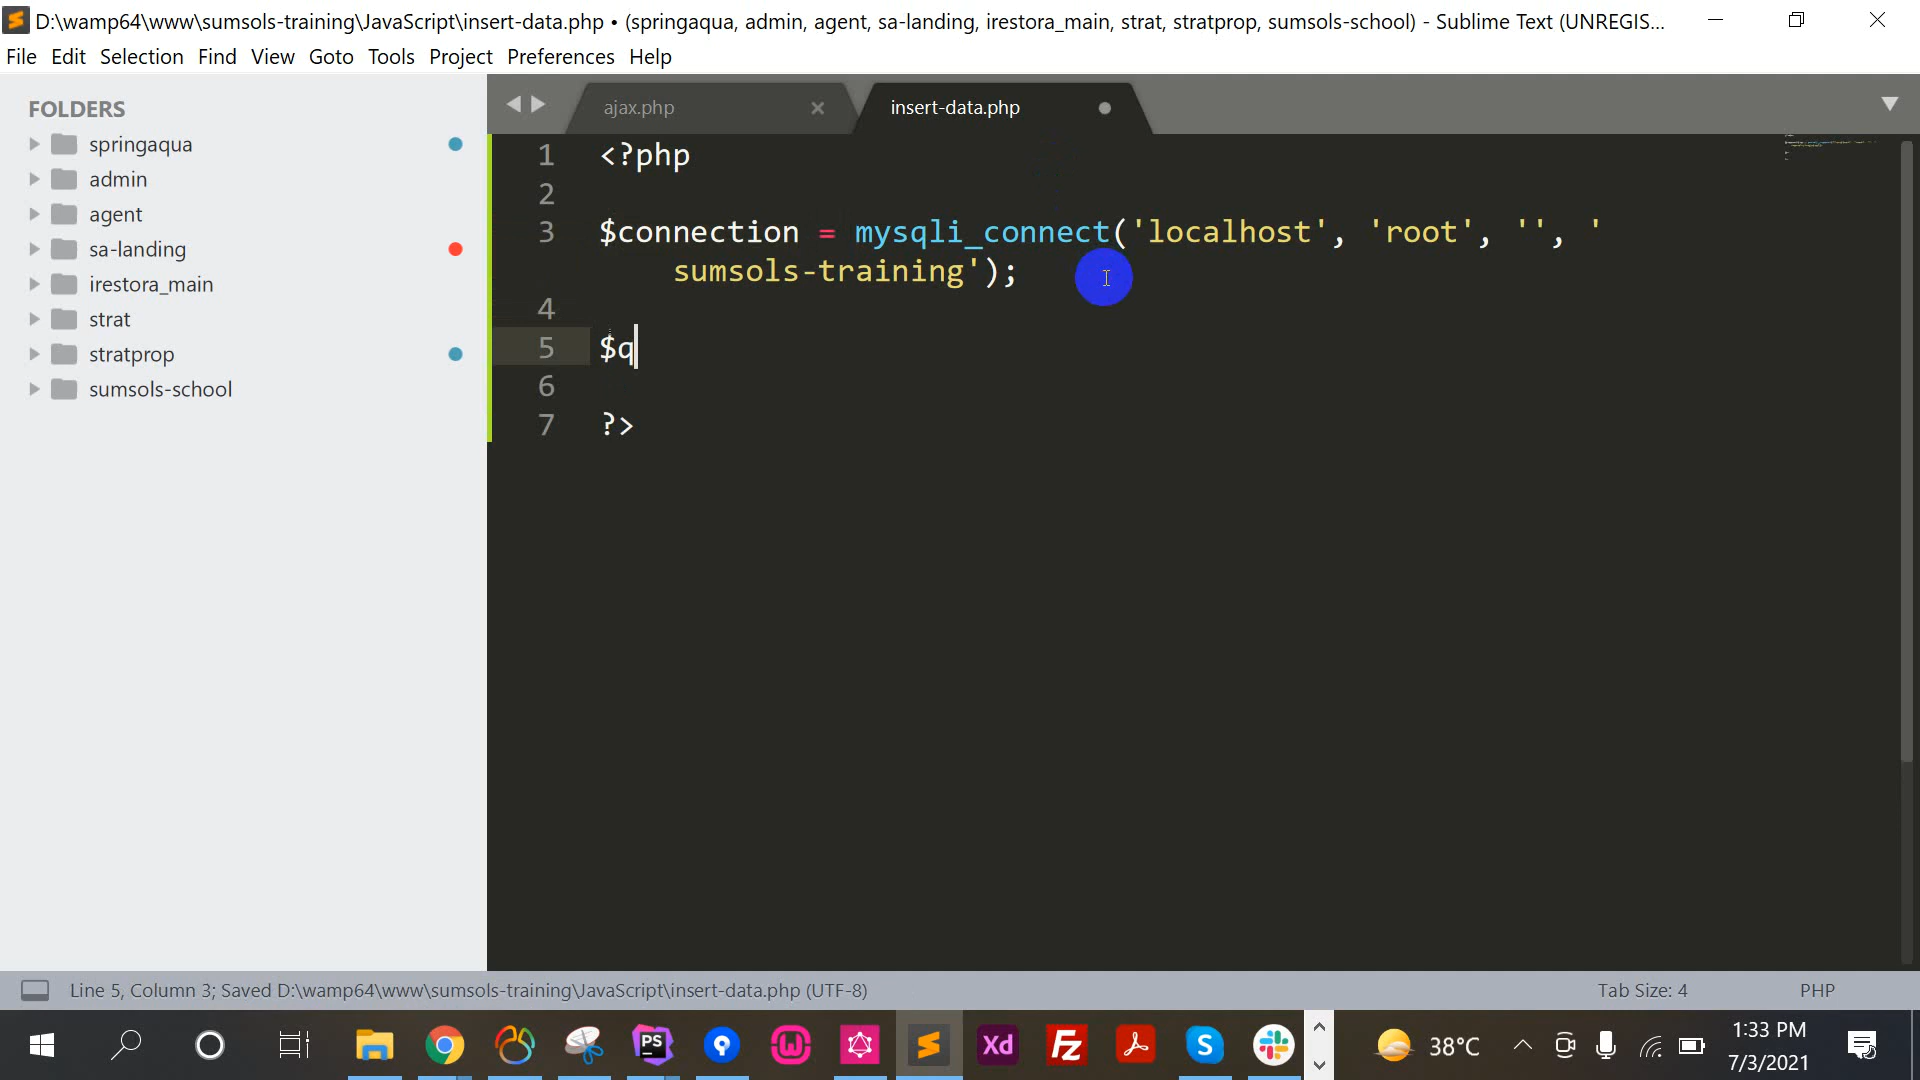 D:\wamp64\www\sumsols-training\JavaScript\insert-data.php • (springaqua, admin, agent, sa-landing, irestora_main, strat, stratprop, sumsols-school) - Sublime Text (UNREGIS...
File Edit Selection Find View Goto Tools Project Preferences Help
FOLDERS
springaqua
admin
agent
sa-landing
irestora_main
strat
stratprop
sumsols-school
ajax.php
insert-data.php
1 <?php
2
3 $connection = mysqli_connect('localhost', 'root', '', '
sumsols-training');
4
5 $q
6
7 ?>
Line 5, Column 3; Saved D:\wamp64\www\sumsols-training\JavaScript\insert-data.php (UTF-8)
Tab Size: 4
PHP
PS
Xd
Fz
S
38°C
1:33 PM
7/3/2021